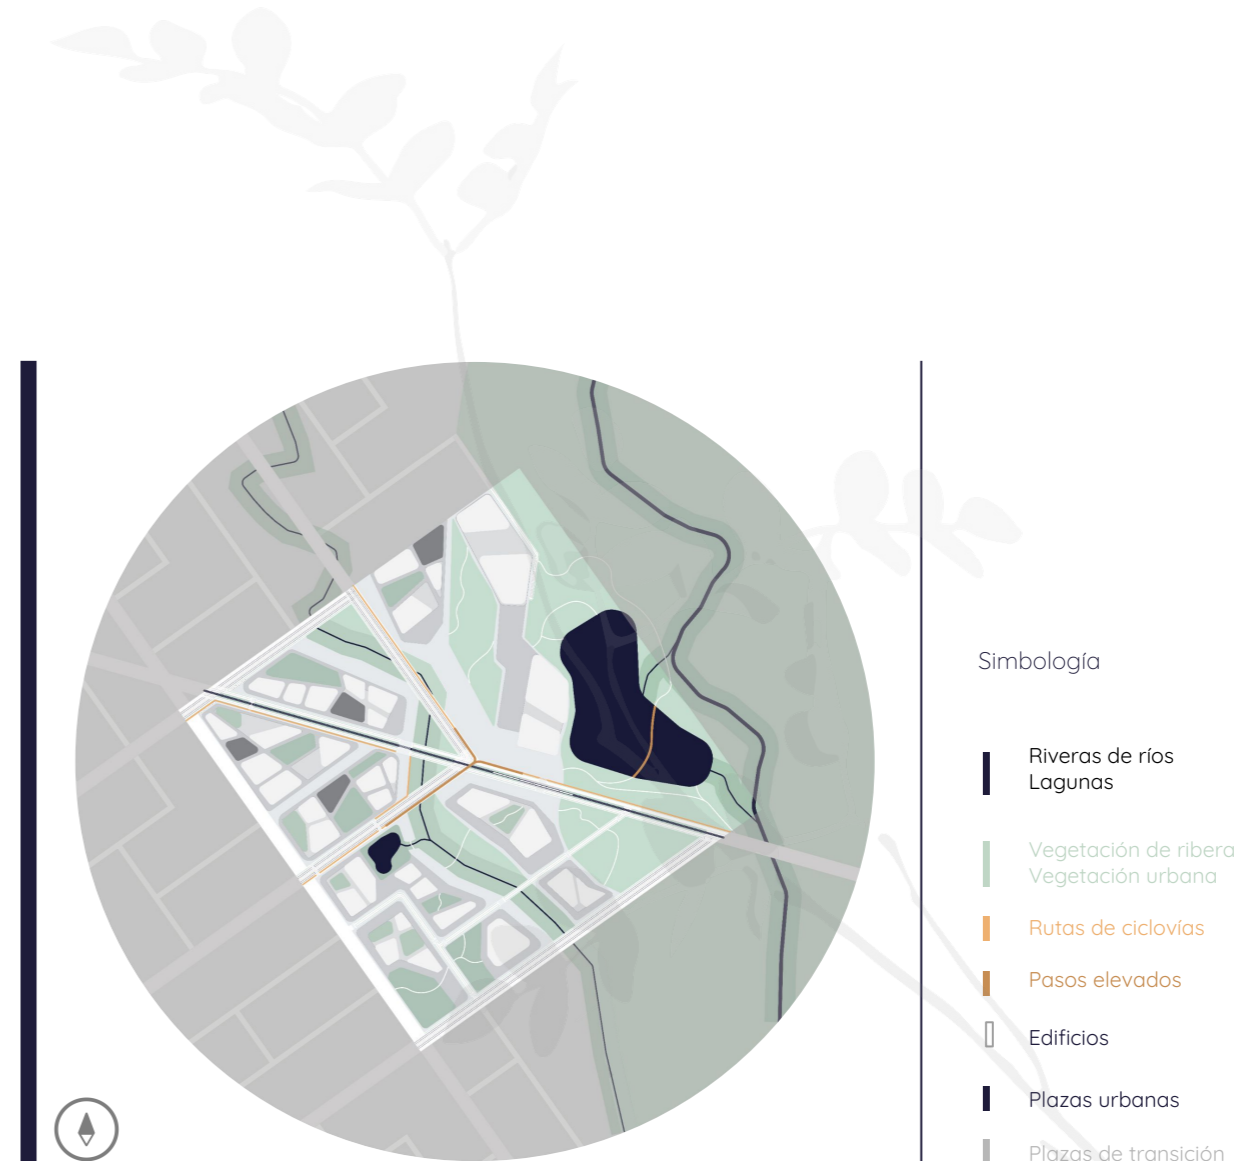 Simbología
Riveras de ríos
Lagunas
Vegetación de ribera
Vegetación urbana
Rutas de ciclovías
Pasos elevados
Edificios
Plazas urbanas
Plazas de transición